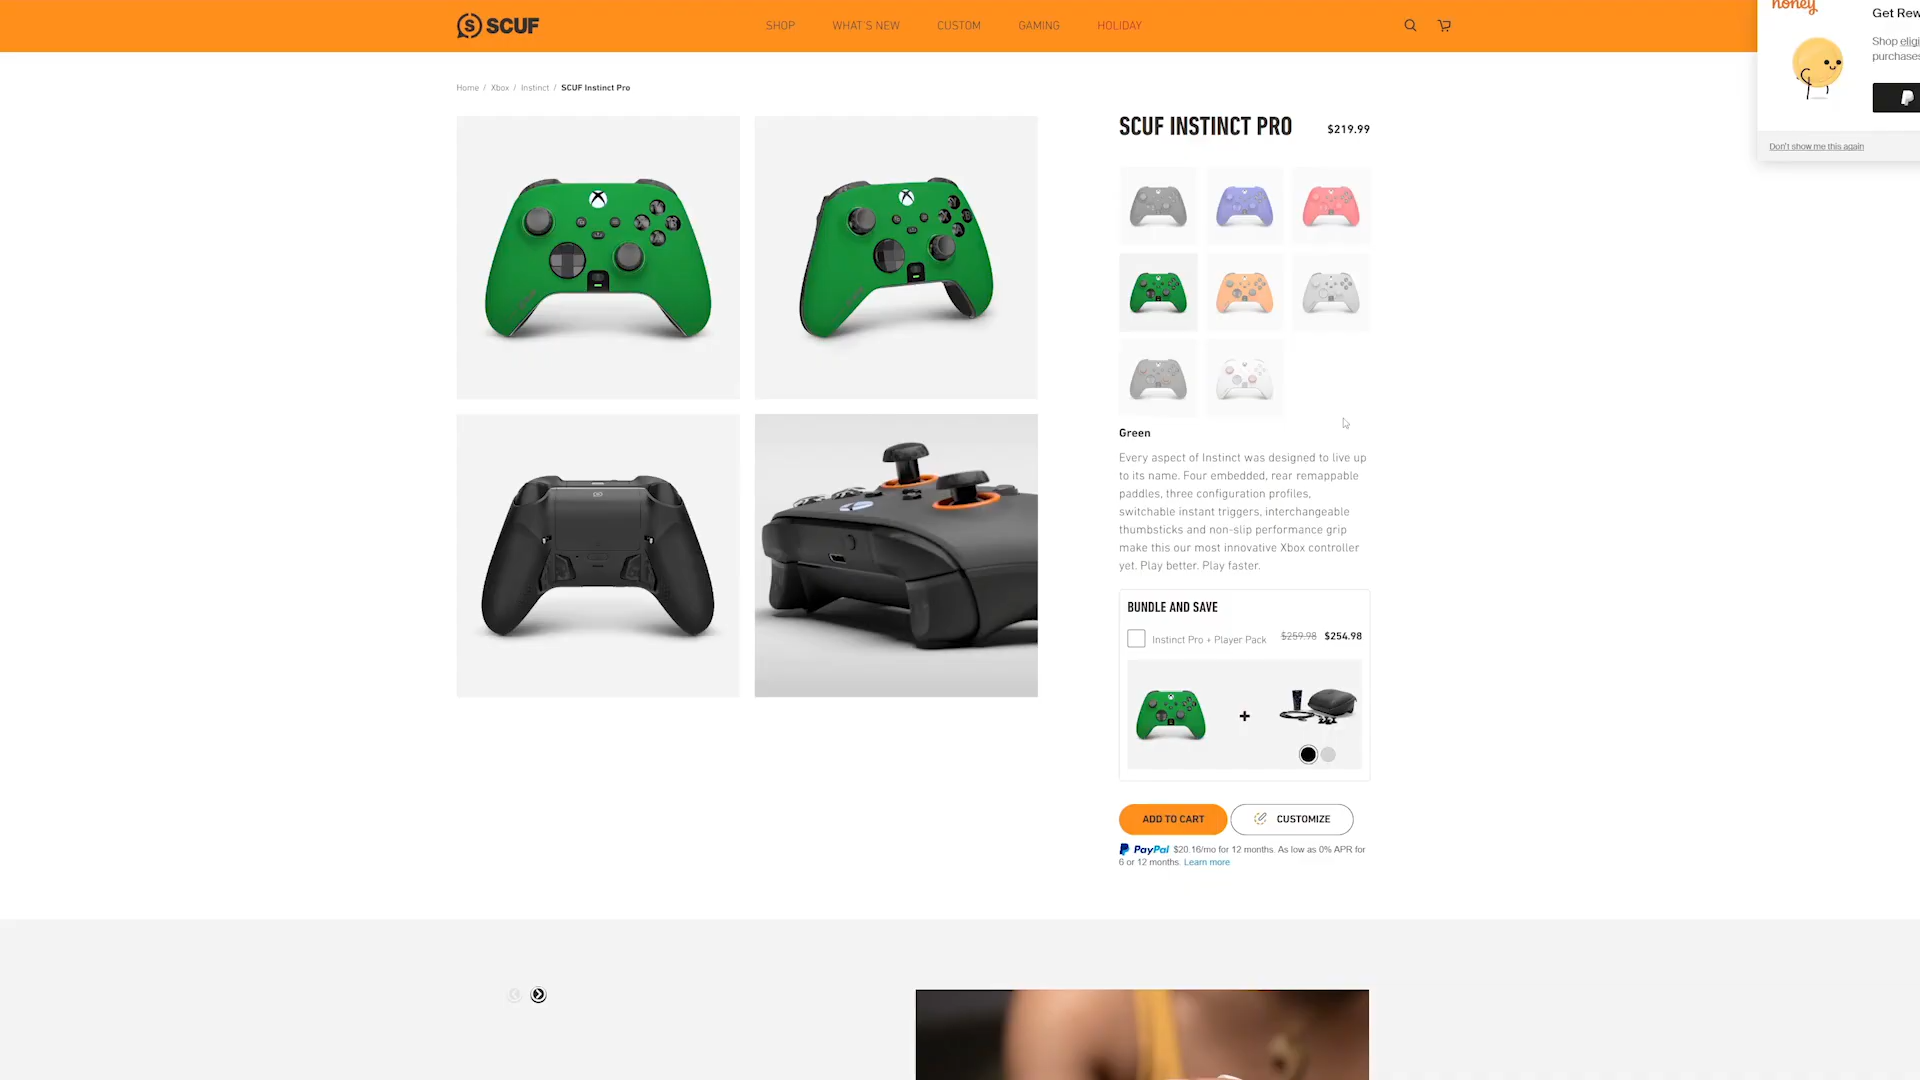 SCUF
SHOP
WHAT'S NEW
CUSTOM
GAMING
HOLIDAY
honey
Get Rew
Shop eligi
purchases
Don't show me this again
Home / Xbox / Instinct / SCUF Instinct Pro
SCUF INSTINCT PRO
$219.99
Green
Every aspect of Instinct was designed to live up
to its name. Four embedded, rear remappable
paddles, three configuration profiles,
switchable instant triggers, interchangeable
thumbsticks and non-slip performance grip
make this our most innovative Xbox controller
yet. Play better. Play faster.
BUNDLE AND SAVE
Instinct Pro + Player Pack
$259.98 $254.98
+
ADD TO CART
CUSTOMIZE
PayPal $20.16/mo for 12 months. As low as 0% APR for
6 or 12 months. Learn more